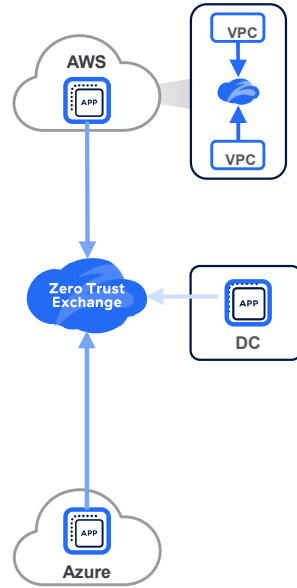 VPC
AWS
APP
VPC
Zero Trust
Exchange
APP
DC
APP
Azure